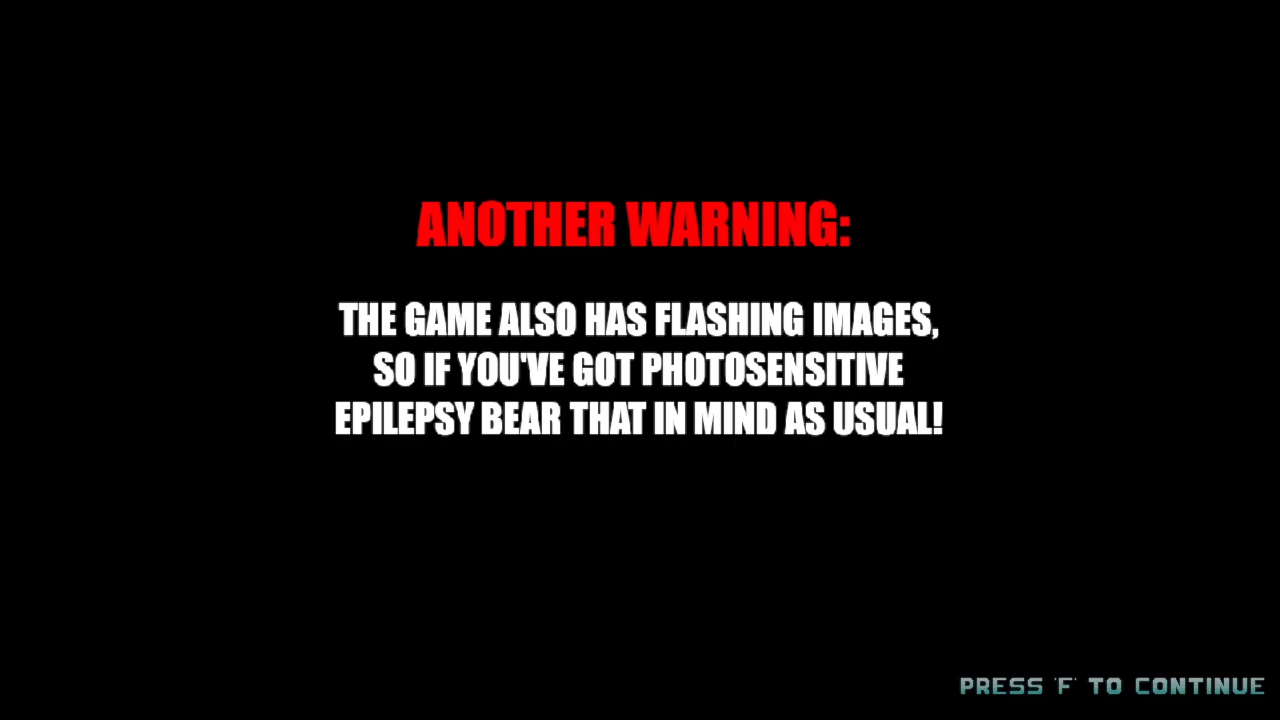 ANOTHER WARNING:
THE GAME ALSO HAS FLASHING IMAGES,
SO IF YOU'VE GOT PHOTOSENSITIVE
EPILEPSY BEAR THAT IN MIND AS USUAL!
PRESS 'F' TO CONTINUE